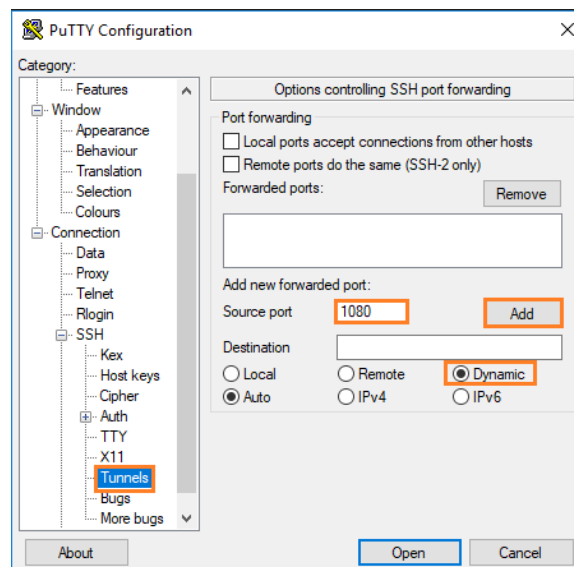 PuTTY Configuration
Category:
Features
Window
Appearance
Behaviour
Translation
Selection
Colours
Connection
Data
Proxy
Telnet
Rlogin
SSH
Kex
Host keys
Cipher
Auth
TTY
X11
Tunnels
Bugs
More bugs
Options controlling SSH port forwarding
Port forwarding
Local ports accept connections from other hosts
Remote ports do the same (SSH-2 only)
Forwarded ports:
Remove
Add new forwarded port:
Source port 1080 Add
Destination
Local Remote Dynamic
Auto IPv4 IPv6
About Open Cancel